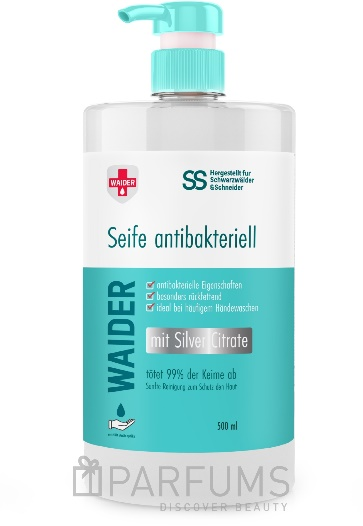 WAIDER
SS Hergestellt für
Schwarzwälder
& Schneider
Seife antibakteriell
WAIDER
antibakterielle Eigenschaften
besonders rückfettend
ideal bei häufigem Händewaschen
mit Silver Citrate
tötet 99% der Keime ab
Sanfte Reinigung zum Schutz der Haut
500 ml
PARFUMS
DISCOVER BEAUTY